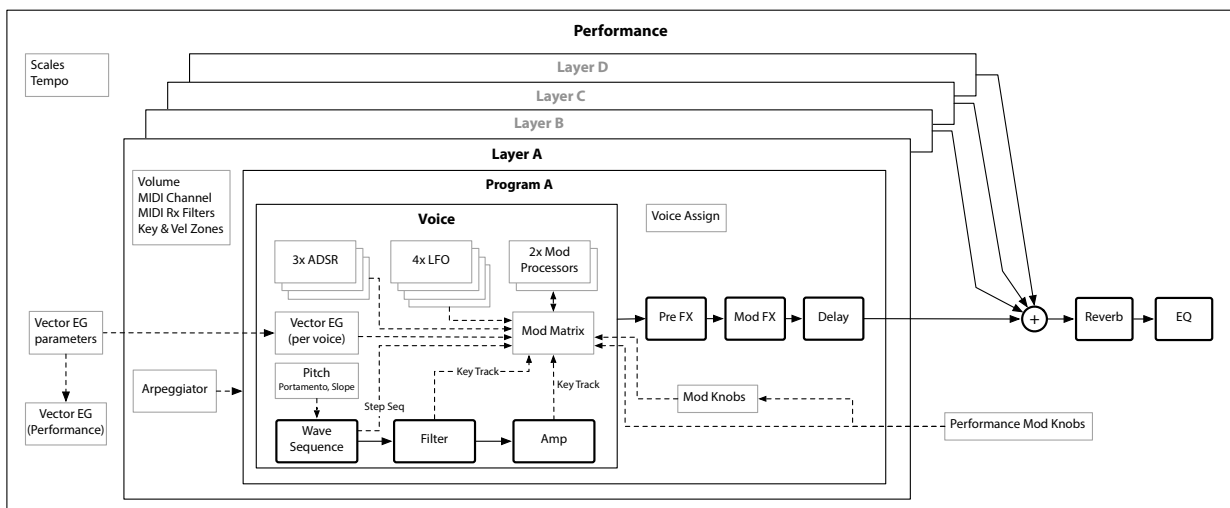 Performance
Scales
Tempo
Layer D
Layer C
Layer B
Layer A
Volume
MIDI Channel
MIDI Rx Filters
Key & Vel Zones
Program A
Voice
Voice Assign
3x ADSR
4x LFO
2x Mod
Processors
Vector EG
parameters
Vector EG
(per voice)
Mod Matrix
Pre FX
Mod FX
Delay
+
Reverb
EQ
Arpeggiator
Pitch
Portamento, Slope
Step Seq
Key Track
Key Track
Mod Knobs
Vector EG
(Performance)
Wave
Sequence
Filter
Amp
Performance Mod Knobs